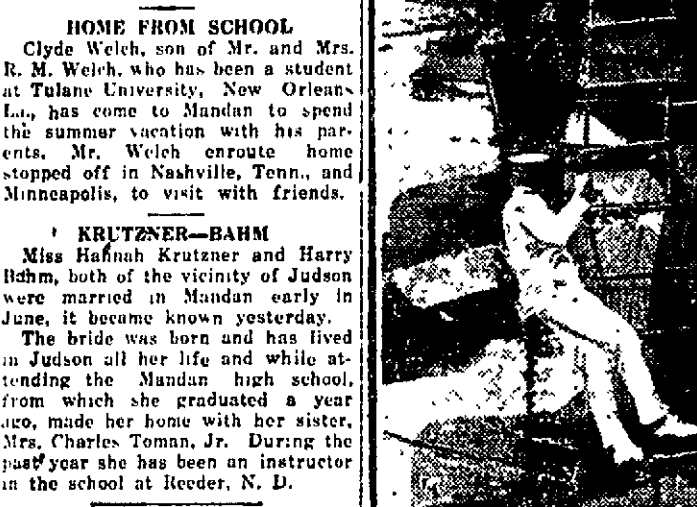 HOME FROM SCHOOL
Clyde Welch, son of Mr. and Mrs.
R. M. Welch, who has been a student
at Tulane University, New Orleans
La., has come to Mandan to spend
the summer vacation with his par-
ents. Mr. Welch enroute home
stopped off in Nashville, Tenn., and
Minneapolis, to visit with friends.
KRUTZNER—BAHM
Miss Hannah Krutzner and Harry
Bahm, both of the vicinity of Judson
were married in Mandan early in
June, it became known yesterday.
The bride was born and has lived
in Judson all her life and while at-
tending the Mandan high school,
from which she graduated a year
ago, made her home with her sister,
Mrs. Charles Toman, Jr. During the
past year she has been an instructor
in the school at Reeder, N. D.